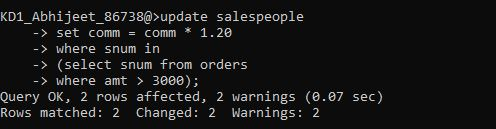 KD1_Abhijeet_86738@>update salespeople
    -> set comm = comm * 1.20
    -> where snum in
    -> (select snum from orders
    -> where amt > 3000);
Query OK, 2 rows affected, 2 warnings (0.07 sec)
Rows matched: 2  Changed: 2  Warnings: 2